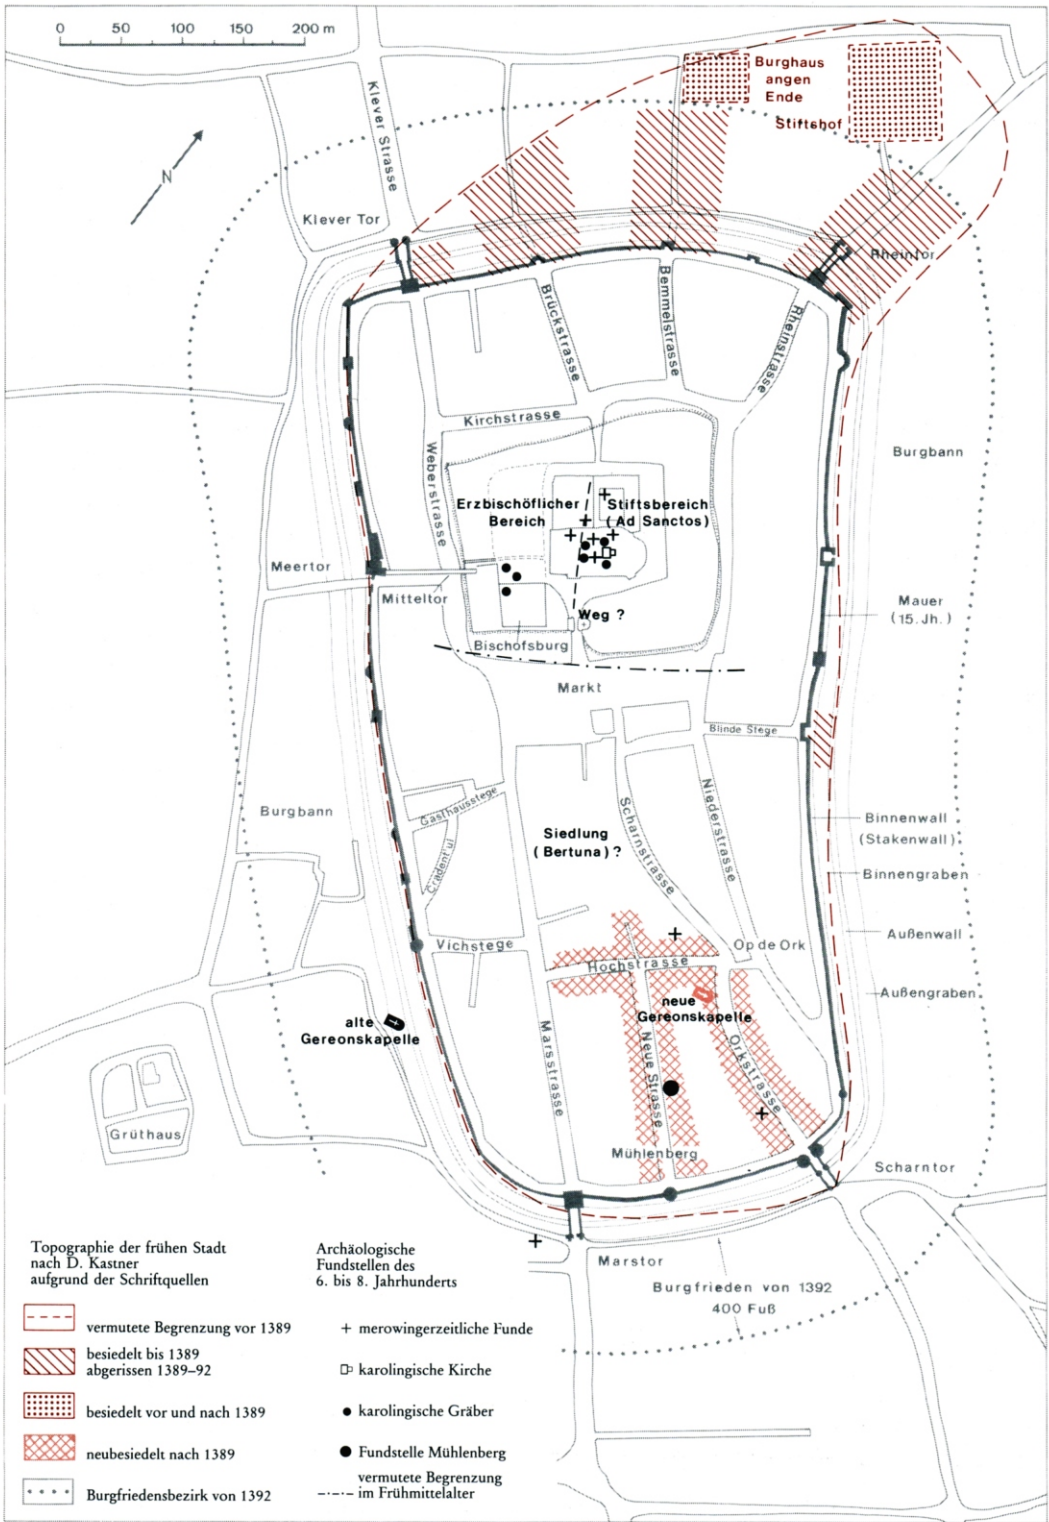 0 50 100 150 200 m
Burghaus
angen
Ende
Stiftshof
Klever Strasse
N
Klever Tor
Rheintor
Brückstrasse
Bemmelstrasse
Rheinstrasse
Kirchstrasse
Weberstrasse
Burgbann
Erzbischöflicher
Bereich
Stiftsbereich
(Ad Sanctos)
Meertor
Mitteltor
Mauer
(15. Jh.)
Weg ?
Bischofsburg
Markt
Blinde Stege
Burgbann
Gasthausstege
Cradent'ul
Siedlung
(Bertuna) ?
Scharnstrasse
Niederstrasse
Binnenwall
(Stakenwall)
Binnengraben
Vichstege
Op de Ork
Außenwall
Hochstrasse
Außengraben
neue
Gereonskapelle
alte
Gereonskapelle
Marsstrasse
Neue Strasse
Orkstrasse
Grüthaus
Mühlenberg
Scharntor
Marstor
Burgfrieden von 1392
400 Fuß
Topographie der frühen Stadt
nach D. Kastner
aufgrund der Schriftquellen
vermutete Begrenzung vor 1389
besiedelt bis 1389
abgerissen 1389–92
besiedelt vor und nach 1389
neubesiedelt nach 1389
Burgfriedensbezirk von 1392
Archäologische
Fundstellen des
6. bis 8. Jahrhunderts
merowingerzeitliche Funde
karolingische Kirche
karolingische Gräber
Fundstelle Mühlenberg
vermutete Begrenzung
im Frühmittelalter